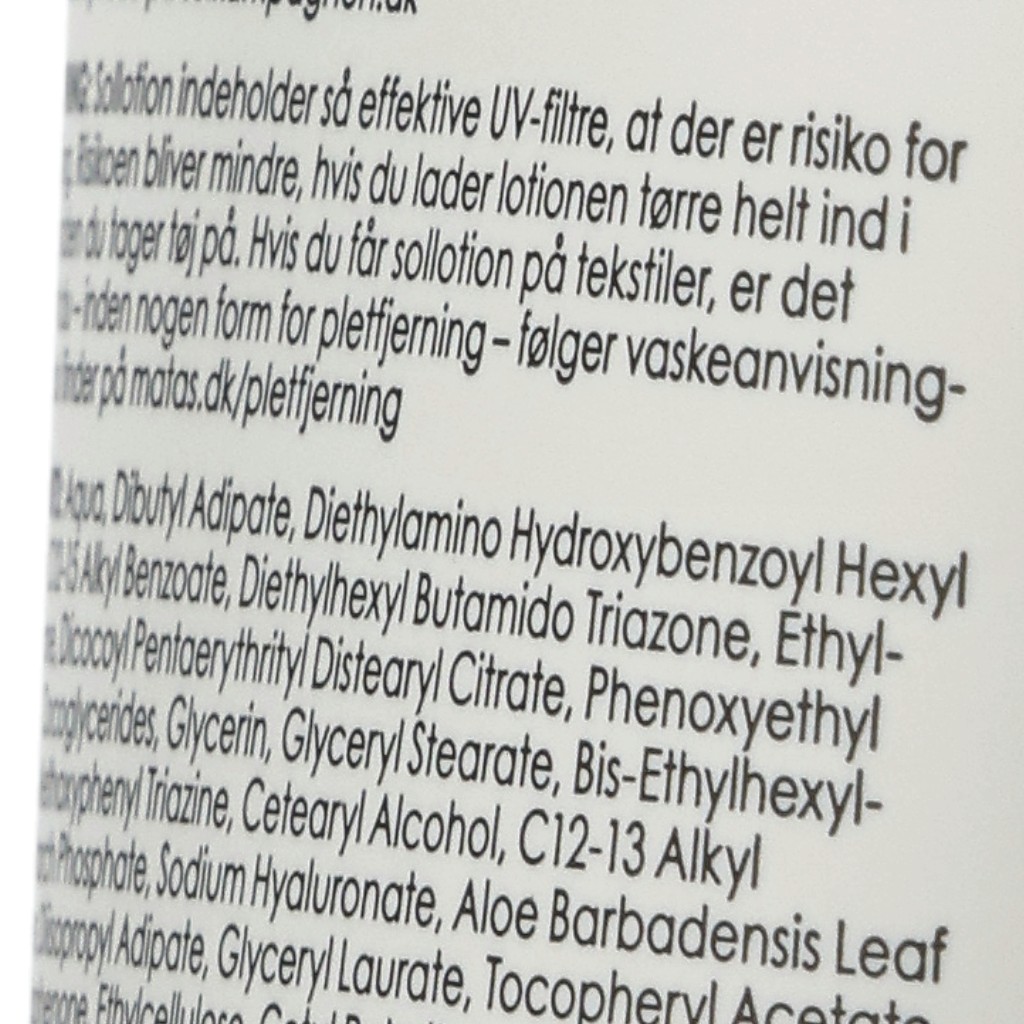 Sollotion indeholder så effektive UV-filtre, at der er risiko for
Risikoen bliver mindre, hvis du lader lotionen tørre helt ind i
du tager tøj på. Hvis du får sollotion på tekstiler, er det
- inden nogen form for pletfjerning – følger vaskeanvisning-
på matas.dk/pletfjerning
Aqua, Dibutyl Adipate, Diethylamino Hydroxybenzoyl Hexyl
Alkyl Benzoate, Diethylhexyl Butamido Triazone, Ethyl-
Dicocoyl Pentaerythrityl Distearyl Citrate, Phenoxyethyl
Glycerin, Glyceryl Stearate, Bis-Ethylhexyl-
Triazine, Cetearyl Alcohol, C12-13 Alkyl
Phosphate, Sodium Hyaluronate, Aloe Barbadensis Leaf
Adipate, Glyceryl Laurate, Tocopheryl Acetate
Ethylcellulose,